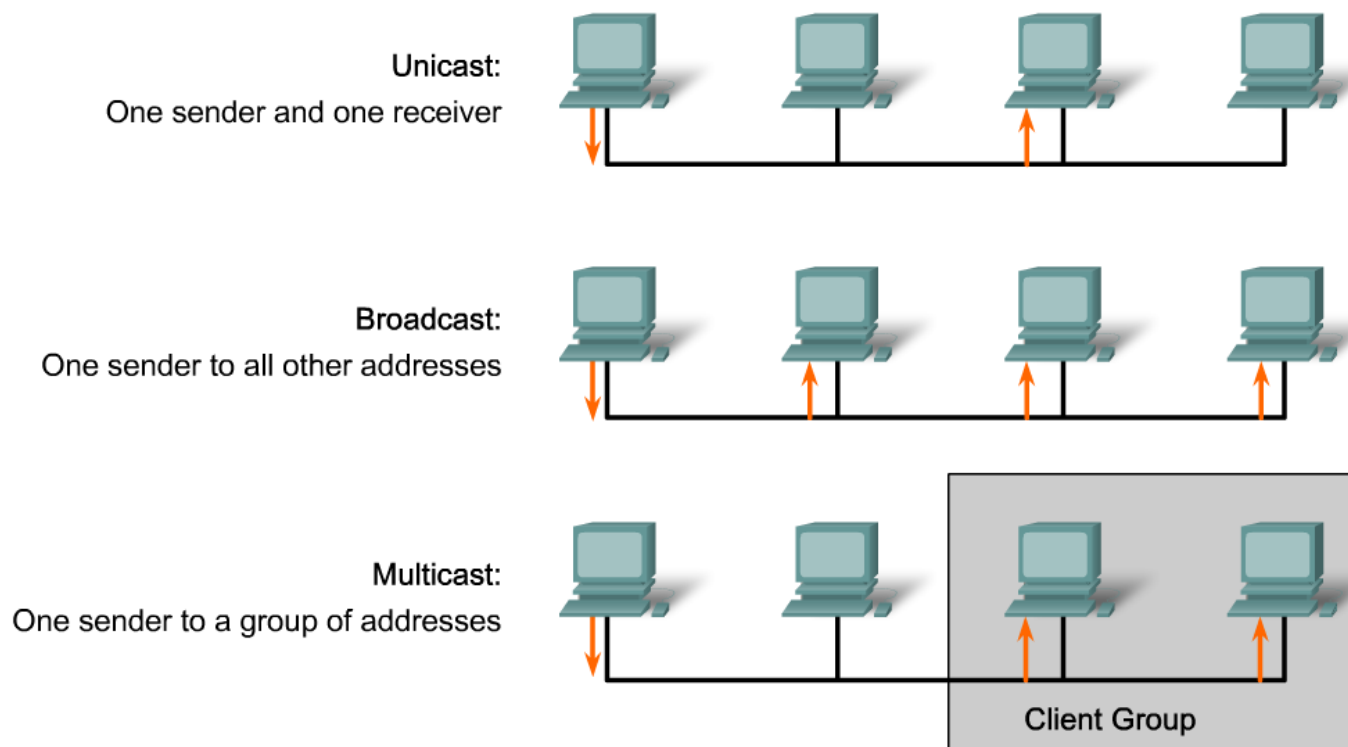 Unicast:
One sender and one receiver
Broadcast:
One sender to all other addresses
Multicast:
One sender to a group of addresses
Client Group